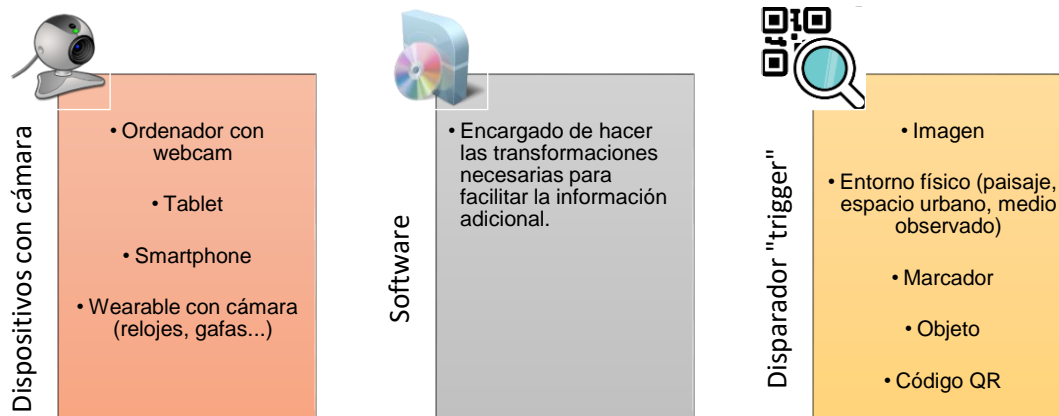 Dispositivos con cámara
• Ordenador con
webcam
• Tablet
• Smartphone
• Wearable con cámara
(relojes, gafas...)
Software
• Encargado de hacer
las transformaciones
necesarias para
facilitar la información
adicional.
Disparador "trigger"
• Imagen
• Entorno físico (paisaje,
espacio urbano, medio
observado)
• Marcador
• Objeto
• Código QR